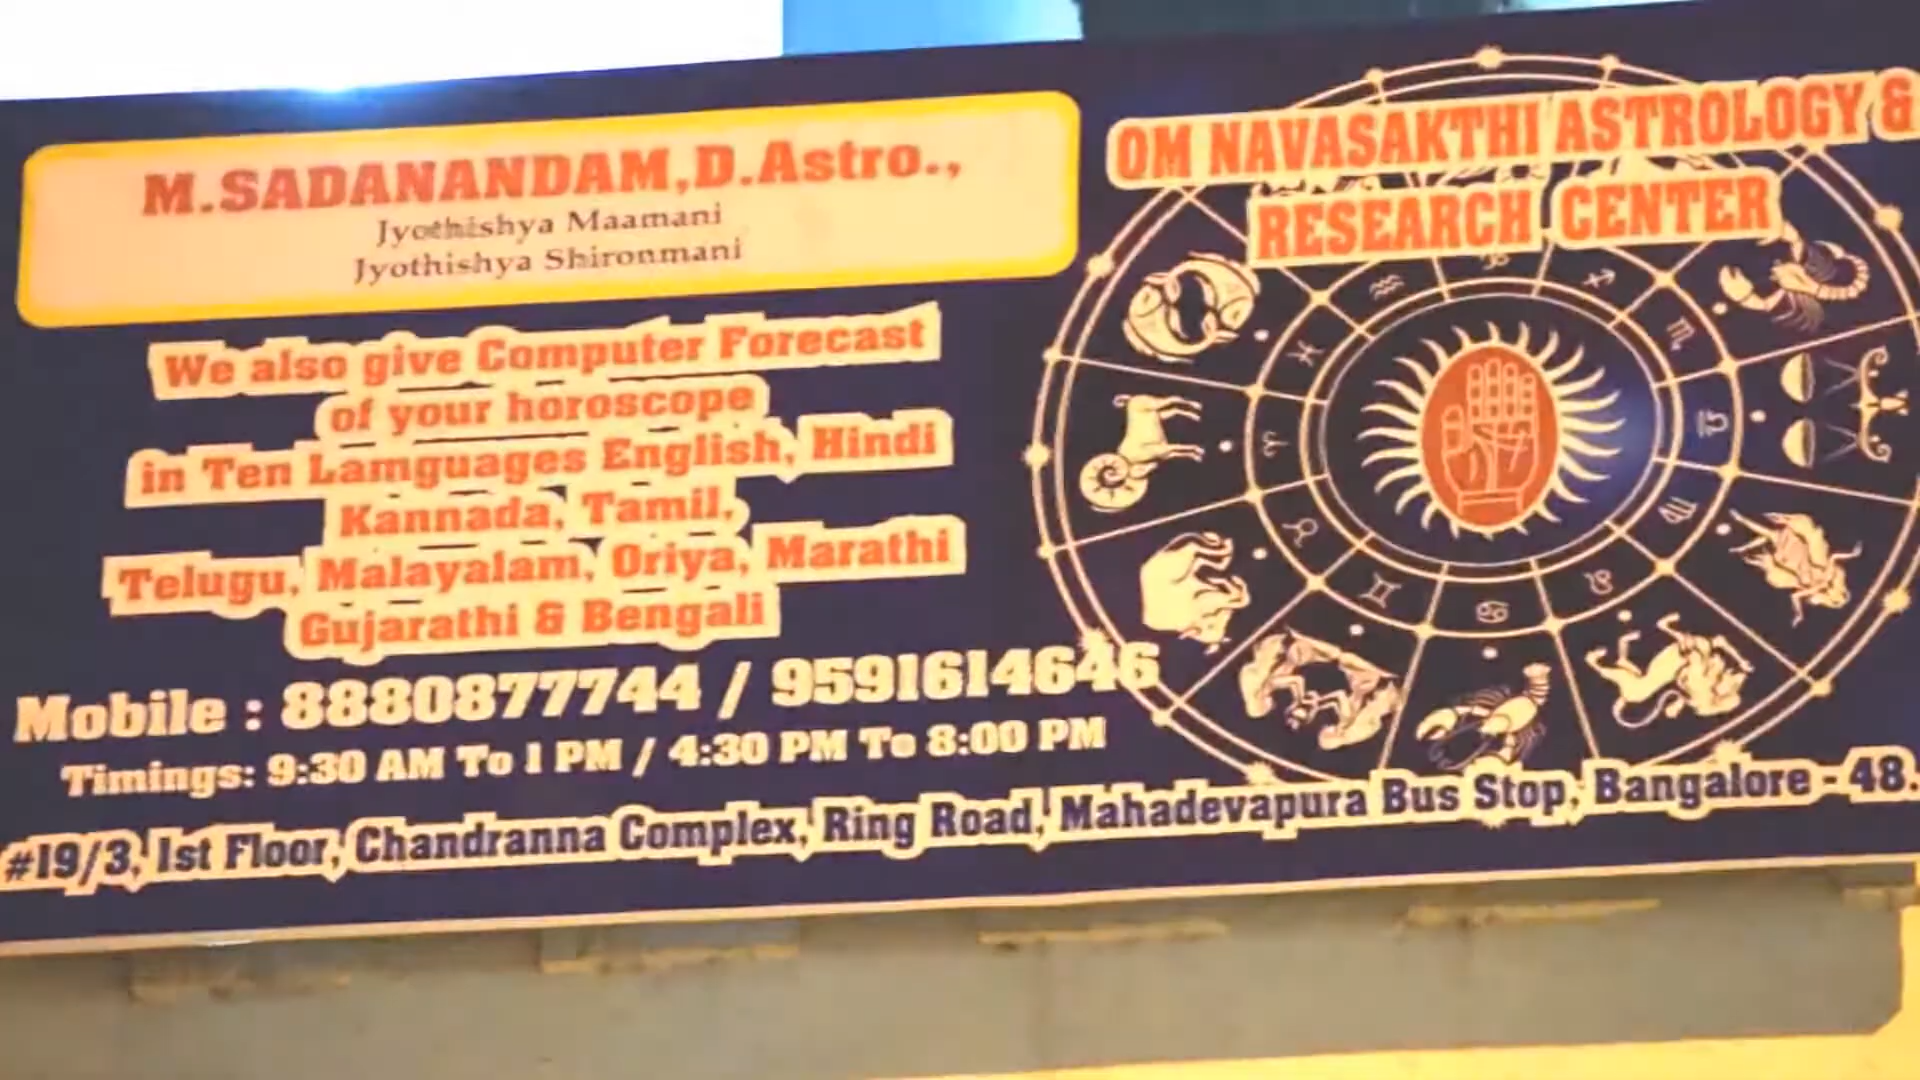 M.SADANANDAM,D.Astro.,
Jyothishya Maamani
Jyothishya Shironmani
OM NAVASAKTHI ASTROLOGY &
RESEARCH CENTER
We also give Computer Forecast
of your horoscope
in Ten Lamguages English, Hindi
Kannada, Tamil,
Telugu, Malayalam, Oriya, Marathi
Gujarathi & Bengali
Mobile : 8880877744 / 9591614646
Timings: 9:30 AM To 1 PM / 4:30 PM To 8:00 PM
#19/3, 1st Floor, Chandranna Complex, Ring Road, Mahadevapura Bus Stop, Bangalore - 48.